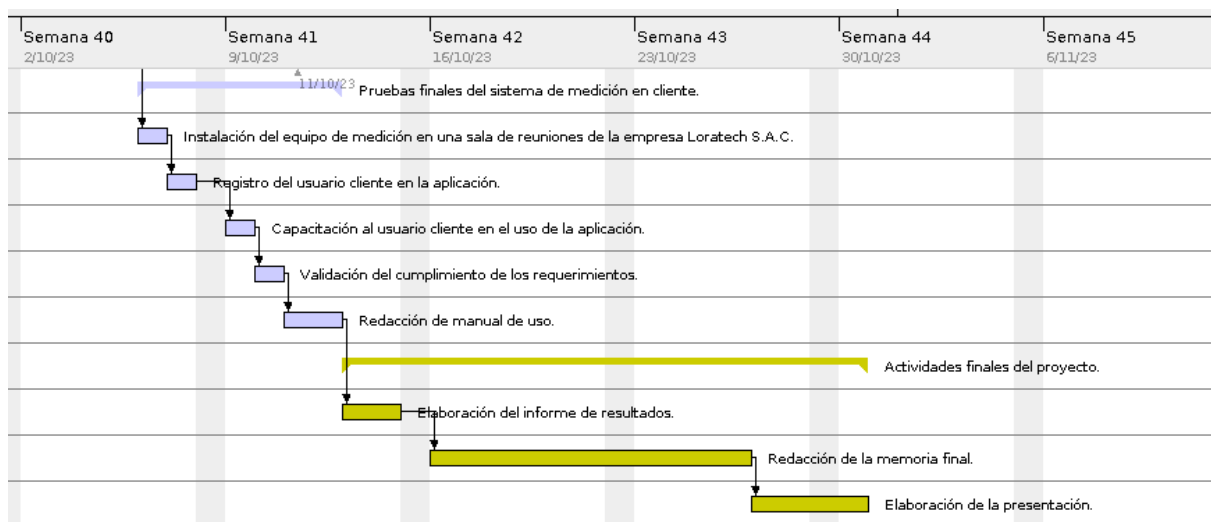 Semana 40 Semana 41 Semana 42 Semana 43 Semana 44 Semana 45
2/10/23 9/10/23 16/10/23 23/10/23 30/10/23 6/11/23
11/10/23
Pruebas finales del sistema de medición en cliente.
Instalación del equipo de medición en una sala de reuniones de la empresa Loratech S.A.C.
Registro del usuario cliente en la aplicación.
Capacitación al usuario cliente en el uso de la aplicación.
Validación del cumplimiento de los requerimientos.
Redacción de manual de uso.
Actividades finales del proyecto.
Elaboración del informe de resultados.
Redacción de la memoria final.
Elaboración de la presentación.